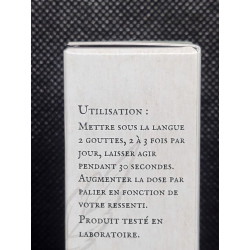 Utilisation :
Mettre sous la langue
2 gouttes, 2 à 3 fois par
jour, laisser agir
pendant 30 secondes.
Augmenter la dose par
palier en fonction de
votre ressenti.
Produit testé en
laboratoire.